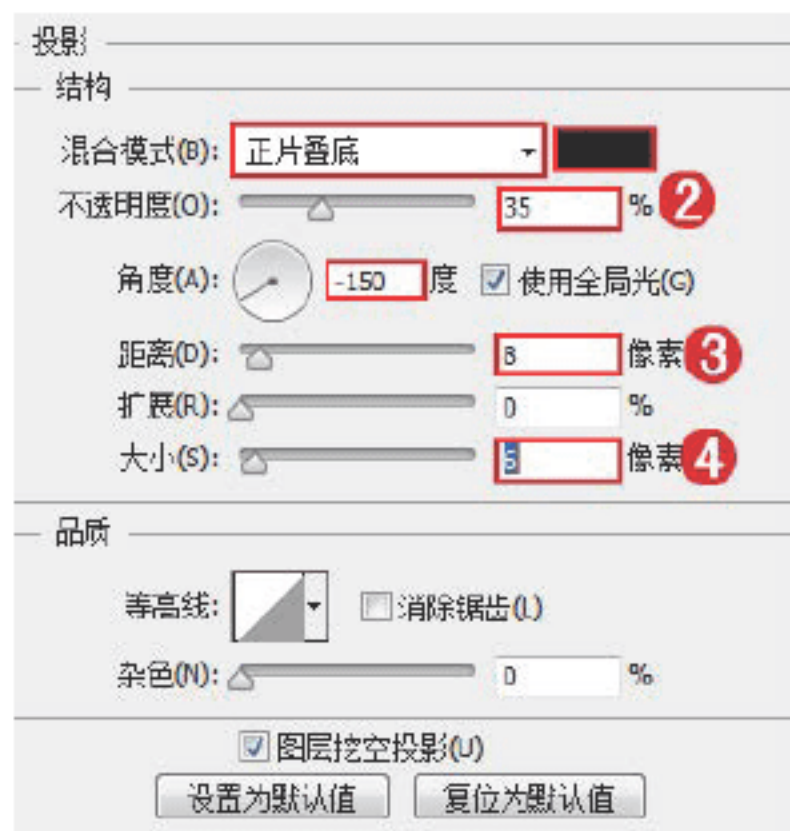 投影
结构
混合模式(B): 正片叠底
不透明度(O): 35 % 2
角度(A): -150 度 使用全局光(G)
距离(D): 8 像素 3
扩展(R): 0 %
大小(S): 像素 4
品质
等高线: 消除锯齿(L)
杂色(N): 0 %
图层挖空投影(U)
设置为默认值 复位为默认值